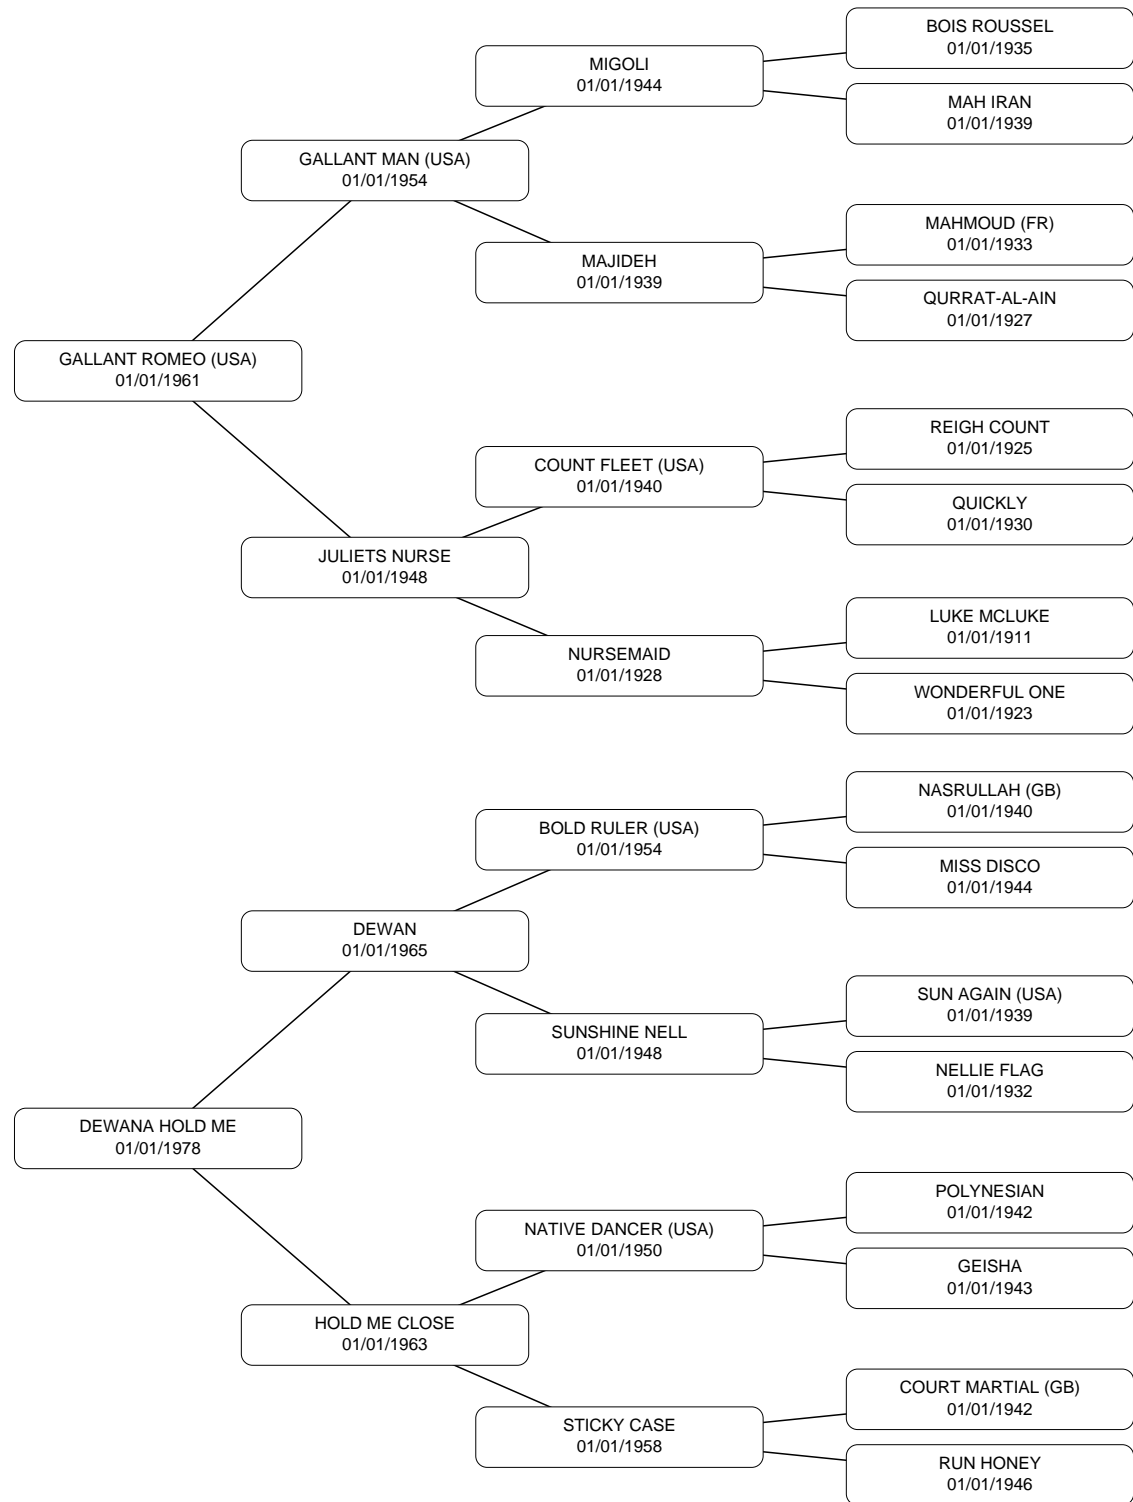 BOIS ROUSSEL
01/01/1935
MIGOLI
01/01/1944
MAH IRAN
01/01/1939
GALLANT MAN (USA)
01/01/1954
MAHMOUD (FR)
01/01/1933
MAJIDEH
01/01/1939
QURRAT-AL-AIN
01/01/1927
GALLANT ROMEO (USA)
01/01/1961
REIGH COUNT
01/01/1925
COUNT FLEET (USA)
01/01/1940
QUICKLY
01/01/1930
JULIETS NURSE
01/01/1948
LUKE MCLUKE
01/01/1911
NURSEMAID
01/01/1928
WONDERFUL ONE
01/01/1923
NASRULLAH (GB)
01/01/1940
BOLD RULER (USA)
01/01/1954
MISS DISCO
01/01/1944
DEWAN
01/01/1965
SUN AGAIN (USA)
01/01/1939
SUNSHINE NELL
01/01/1948
NELLIE FLAG
01/01/1932
DEWANA HOLD ME
01/01/1978
POLYNESIAN
01/01/1942
NATIVE DANCER (USA)
01/01/1950
GEISHA
01/01/1943
HOLD ME CLOSE
01/01/1963
COURT MARTIAL (GB)
01/01/1942
STICKY CASE
01/01/1958
RUN HONEY
01/01/1946